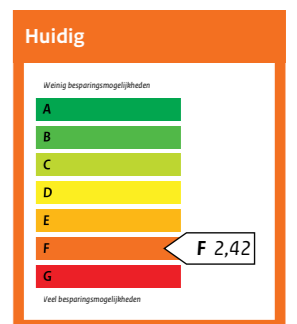 Huidig
Weinig besparingsmogelijkheden
A
B
C
D
E
F
F 2,42
G
Veel besparingsmogelijkheden